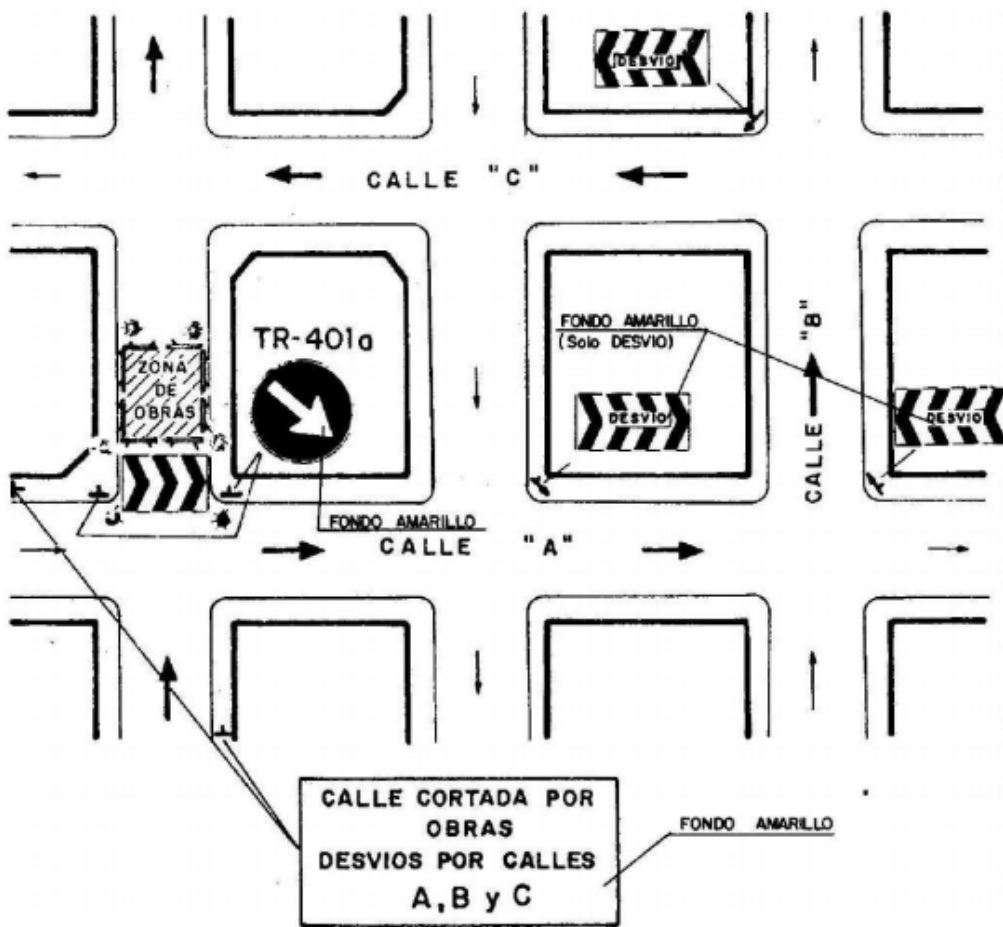 DESVIO
CALLE "C"
TR-401a
ZONA
DE
OBRAS
FONDO AMARILLO
(Solo DESVIO)
DESVIO
CALLE "B"
DESVIO
FONDO AMARILLO
CALLE "A"
CALLE CORTADA POR
OBRAS
DESVIOS POR CALLES
A, B y C
FONDO AMARILLO